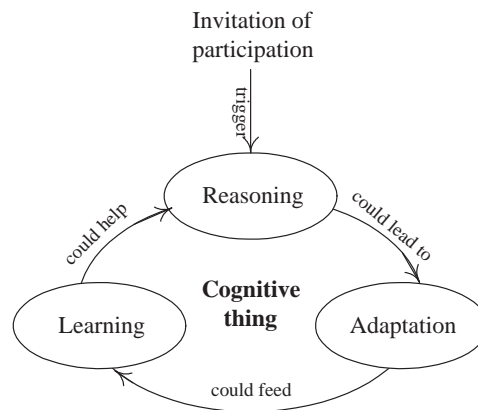 Invitation of
participation
trigger
Reasoning
could help
could lead to
Cognitive
thing
Learning
Adaptation
could feed